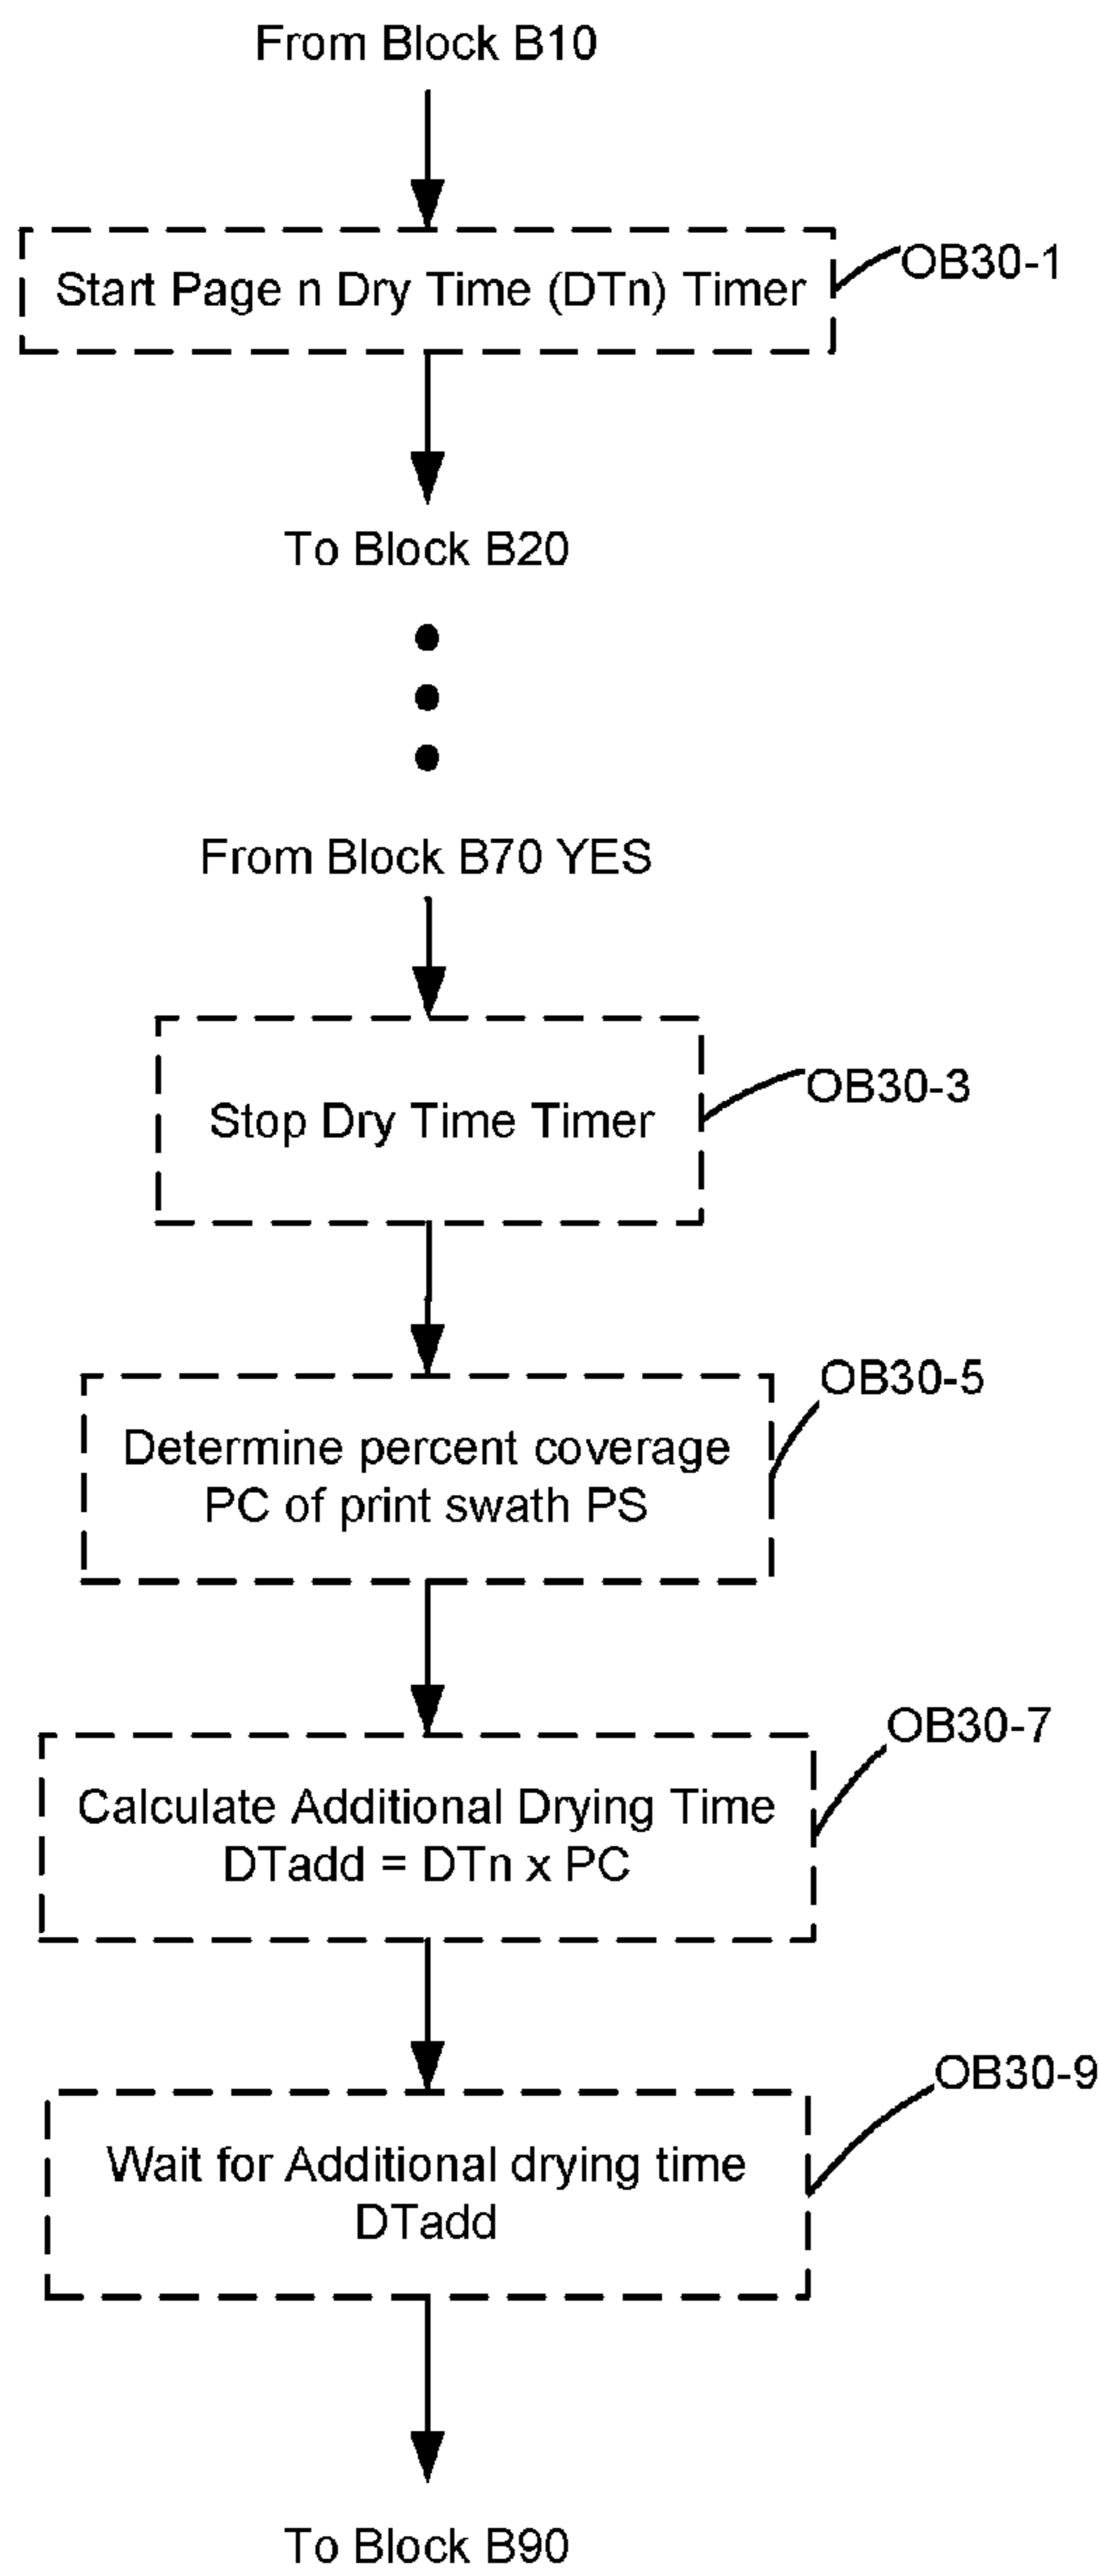 From Block B10
Start Page n Dry Time (DTn) Timer
OB30-1
To Block B20
From Block B70 YES
Stop Dry Time Timer
OB30-3
Determine percent coverage
PC of print swath PS
OB30-5
Calculate Additional Drying Time
DTadd = DTn x PC
OB30-7
Wait for Additional drying time
DTadd
OB30-9
To Block B90